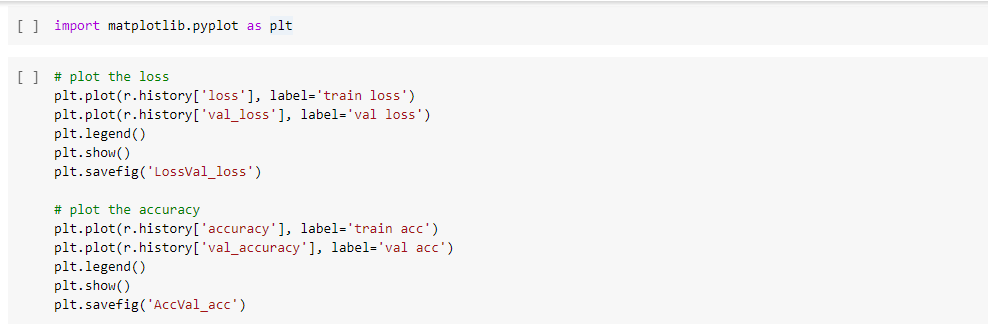 [ ] import matplotlib.pyplot as plt
[ ] # plot the loss
plt.plot(r.history['loss'], label='train loss')
plt.plot(r.history['val_loss'], label='val loss')
plt.legend()
plt.show()
plt.savefig('LossVal_loss')

# plot the accuracy
plt.plot(r.history['accuracy'], label='train acc')
plt.plot(r.history['val_accuracy'], label='val acc')
plt.legend()
plt.show()
plt.savefig('AccVal_acc')